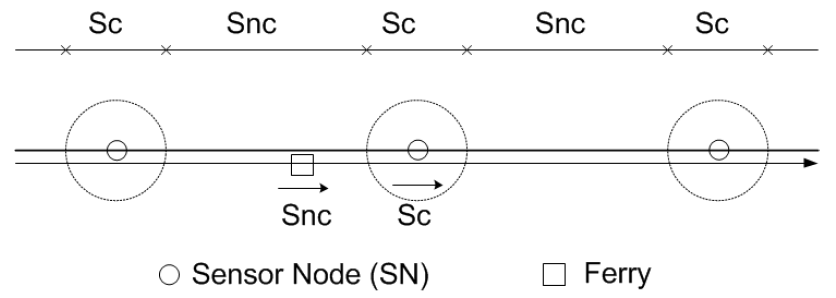 Sc Snc Sc Snc Sc
Snc Sc
Sensor Node (SN) Ferry